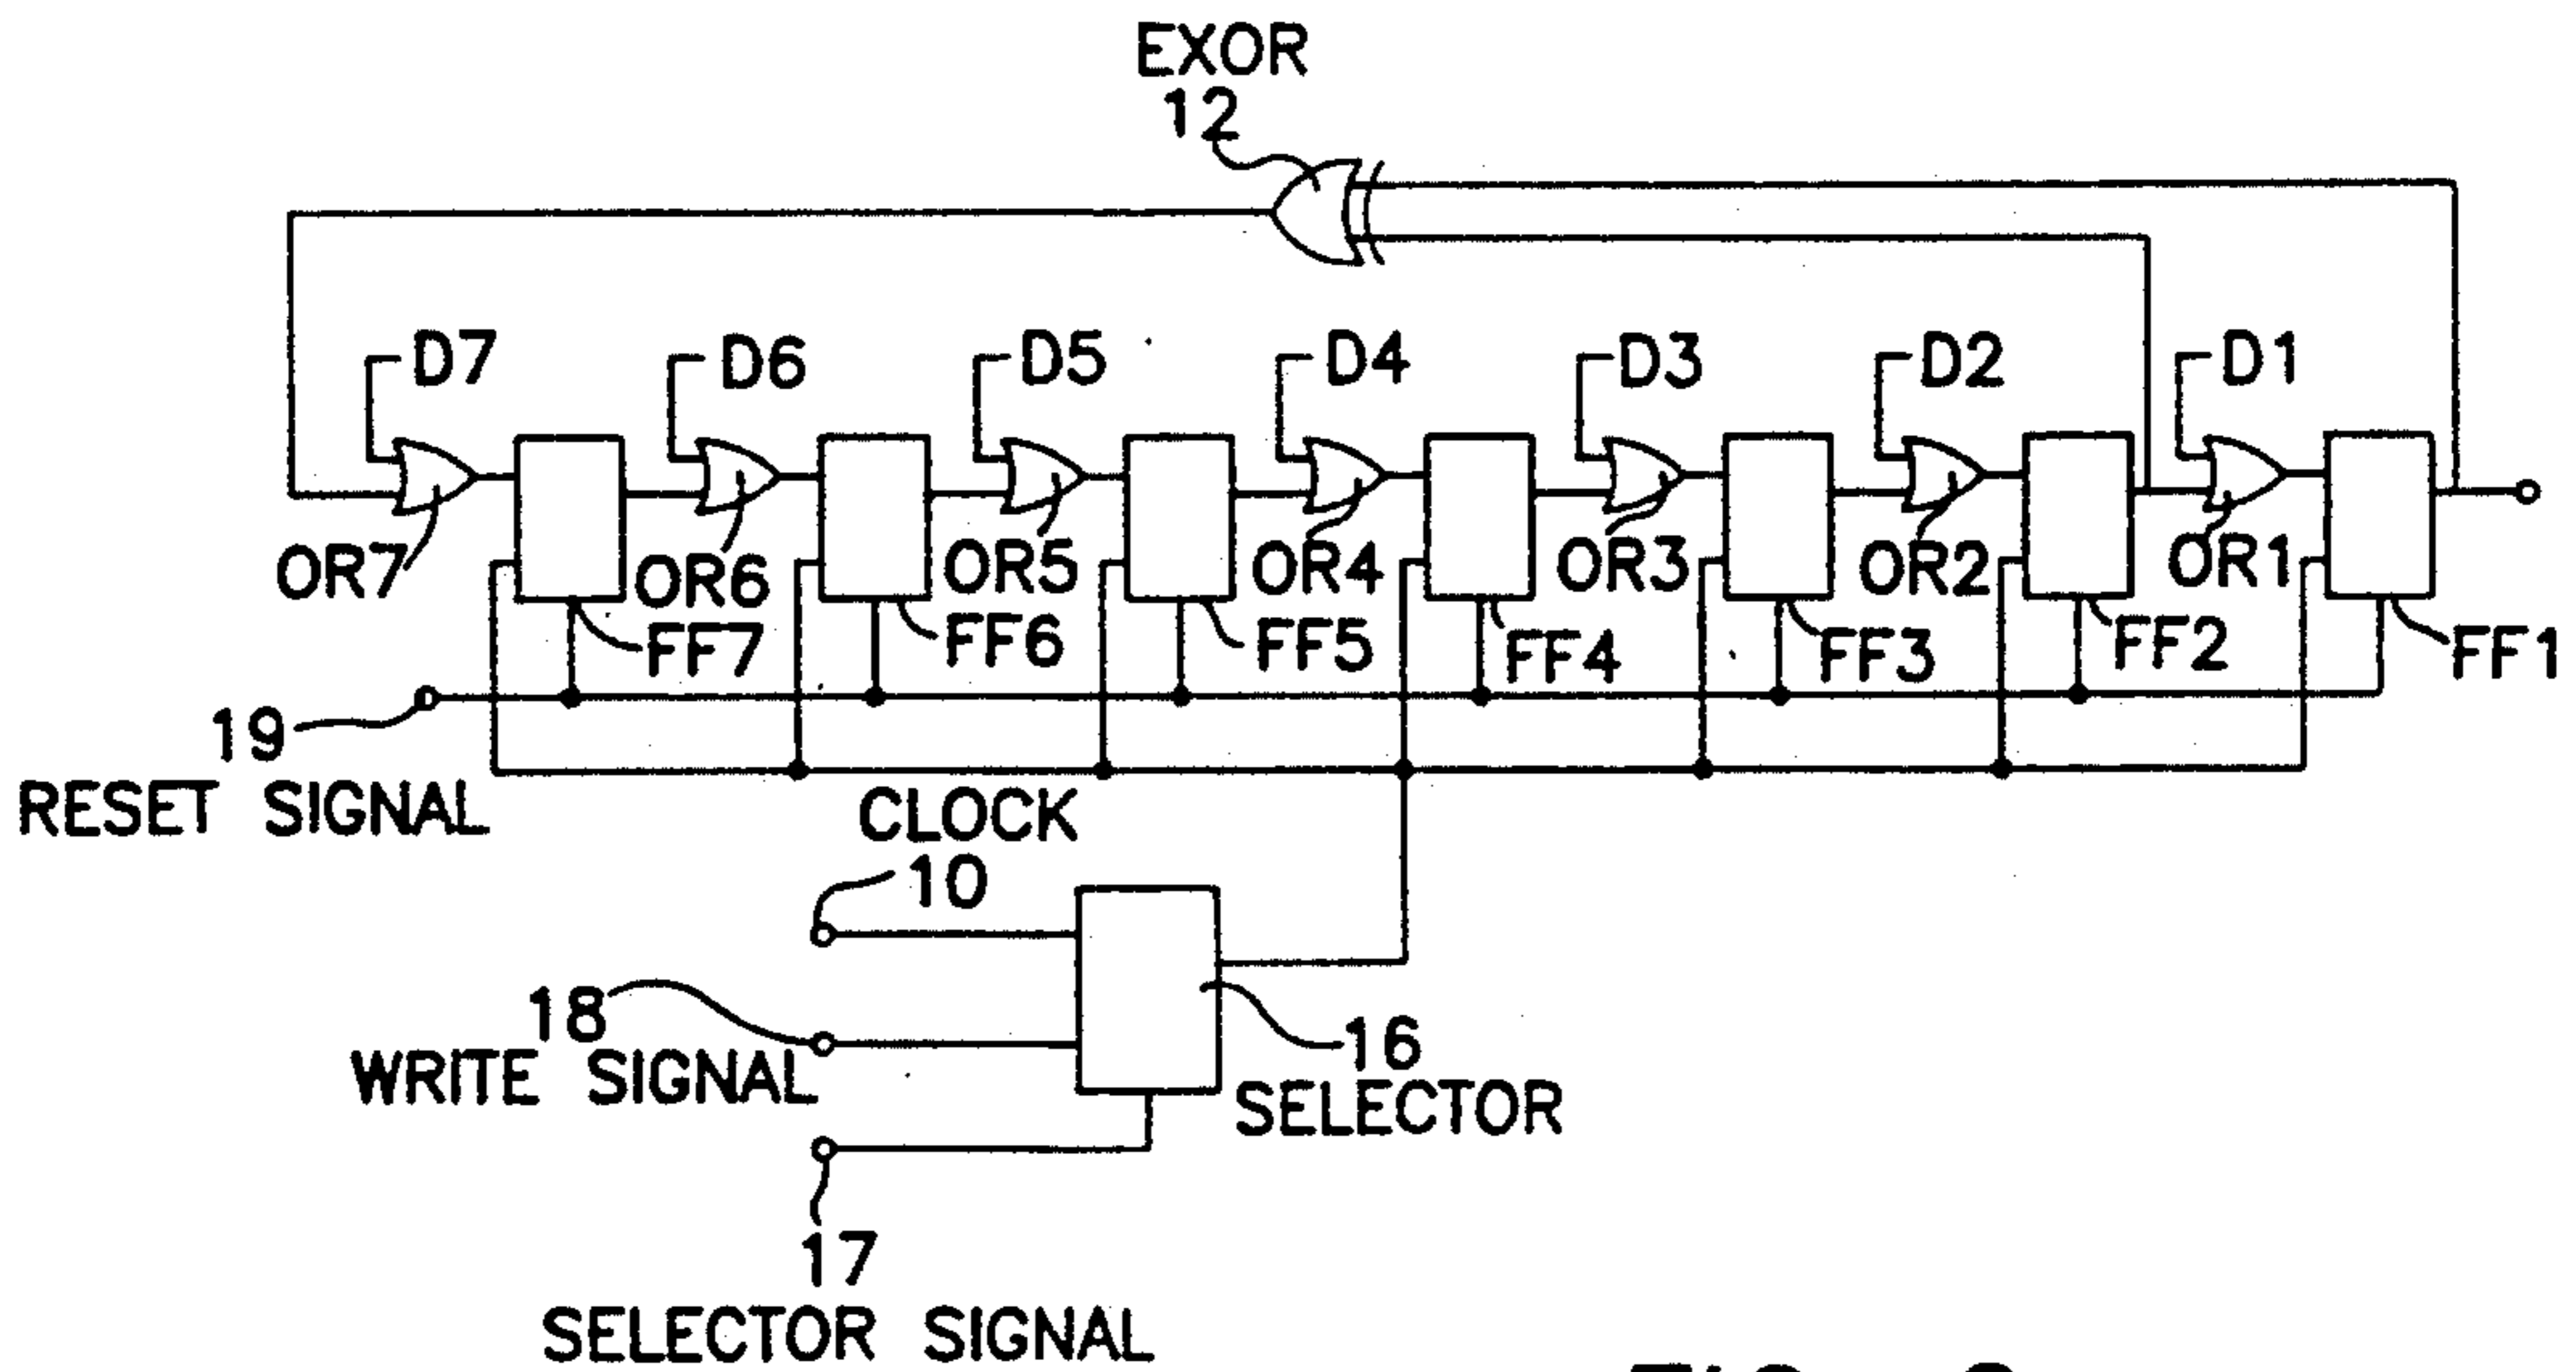 EXOR
12
D7 D6 D5 D4 D3 D2 D1
OR7 OR6 OR5 OR4 OR3 OR2 OR1
FF7 FF6 FF5 FF4 FF3 FF2 FF1
19
RESET SIGNAL
CLOCK
10
18
WRITE SIGNAL
16
SELECTOR
17
SELECTOR SIGNAL